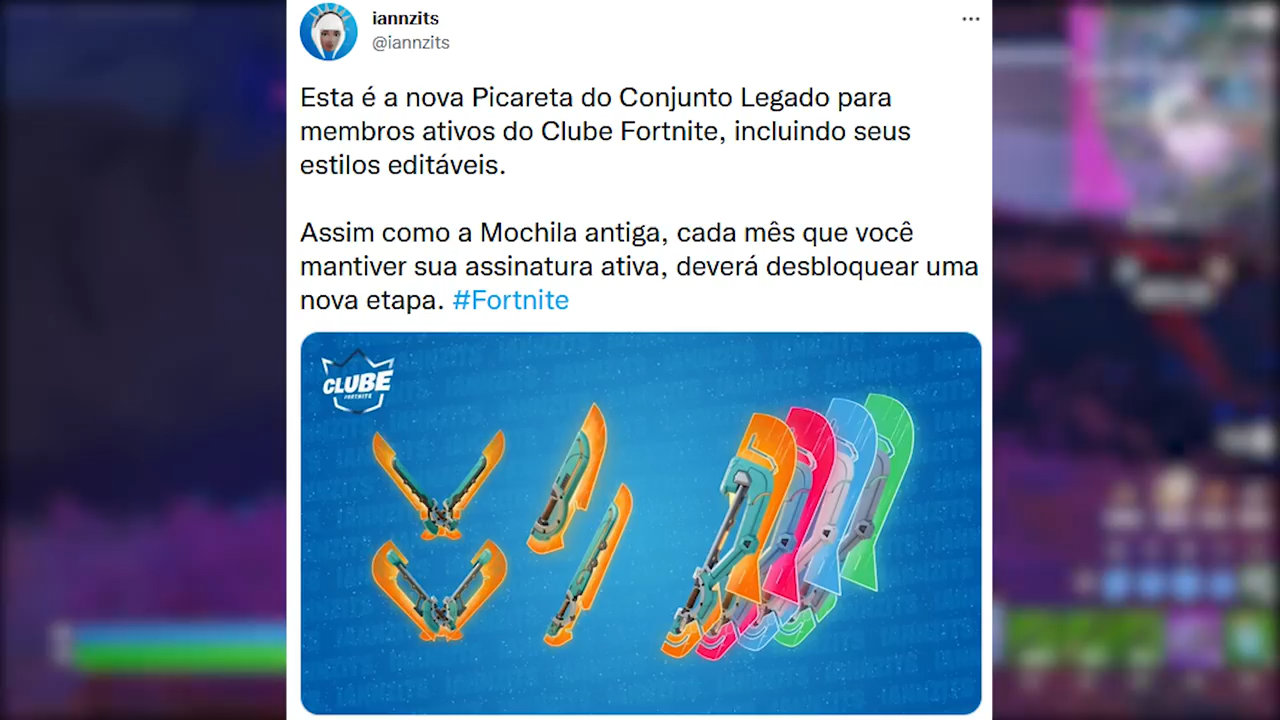 iannzits
@iannzits
Esta é a nova Picareta do Conjunto Legado para
membros ativos do Clube Fortnite, incluindo seus
estilos editáveis.
Assim como a Mochila antiga, cada mês que você
mantiver sua assinatura ativa, deverá desbloquear uma
nova etapa. #Fortnite
CLUBE
FORTNITE